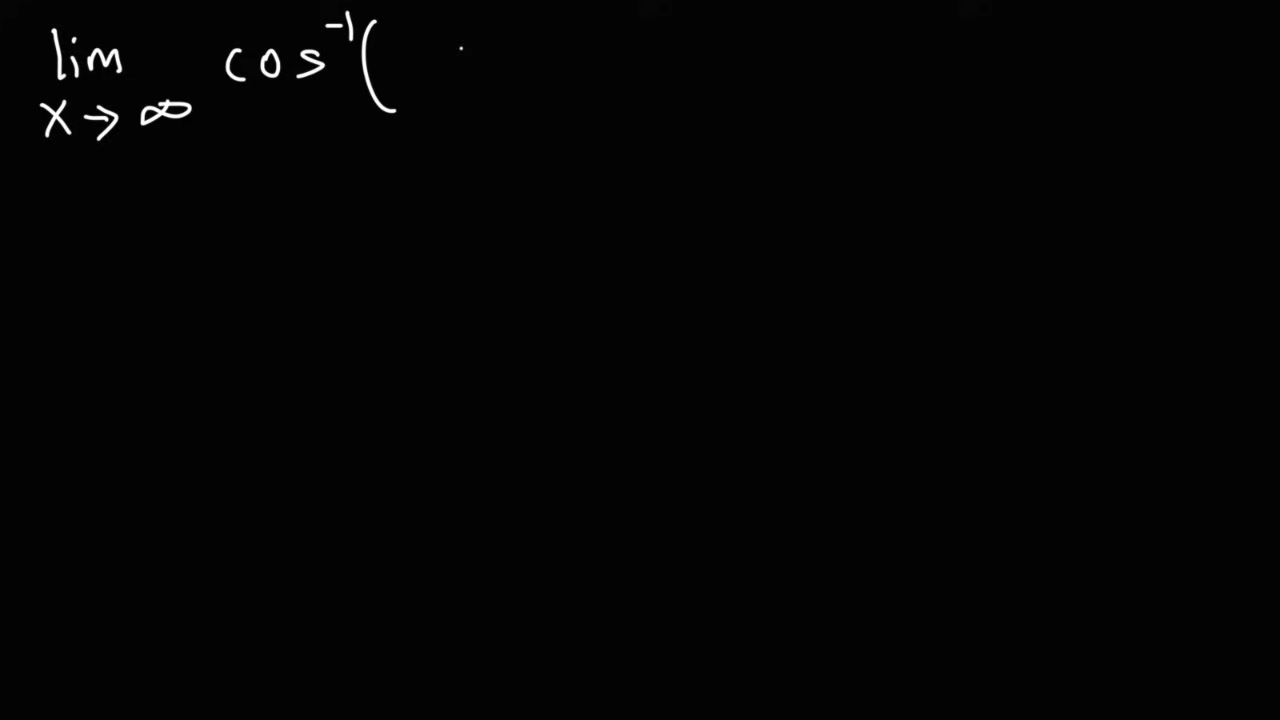 lim cos⁻¹(
x → ∞